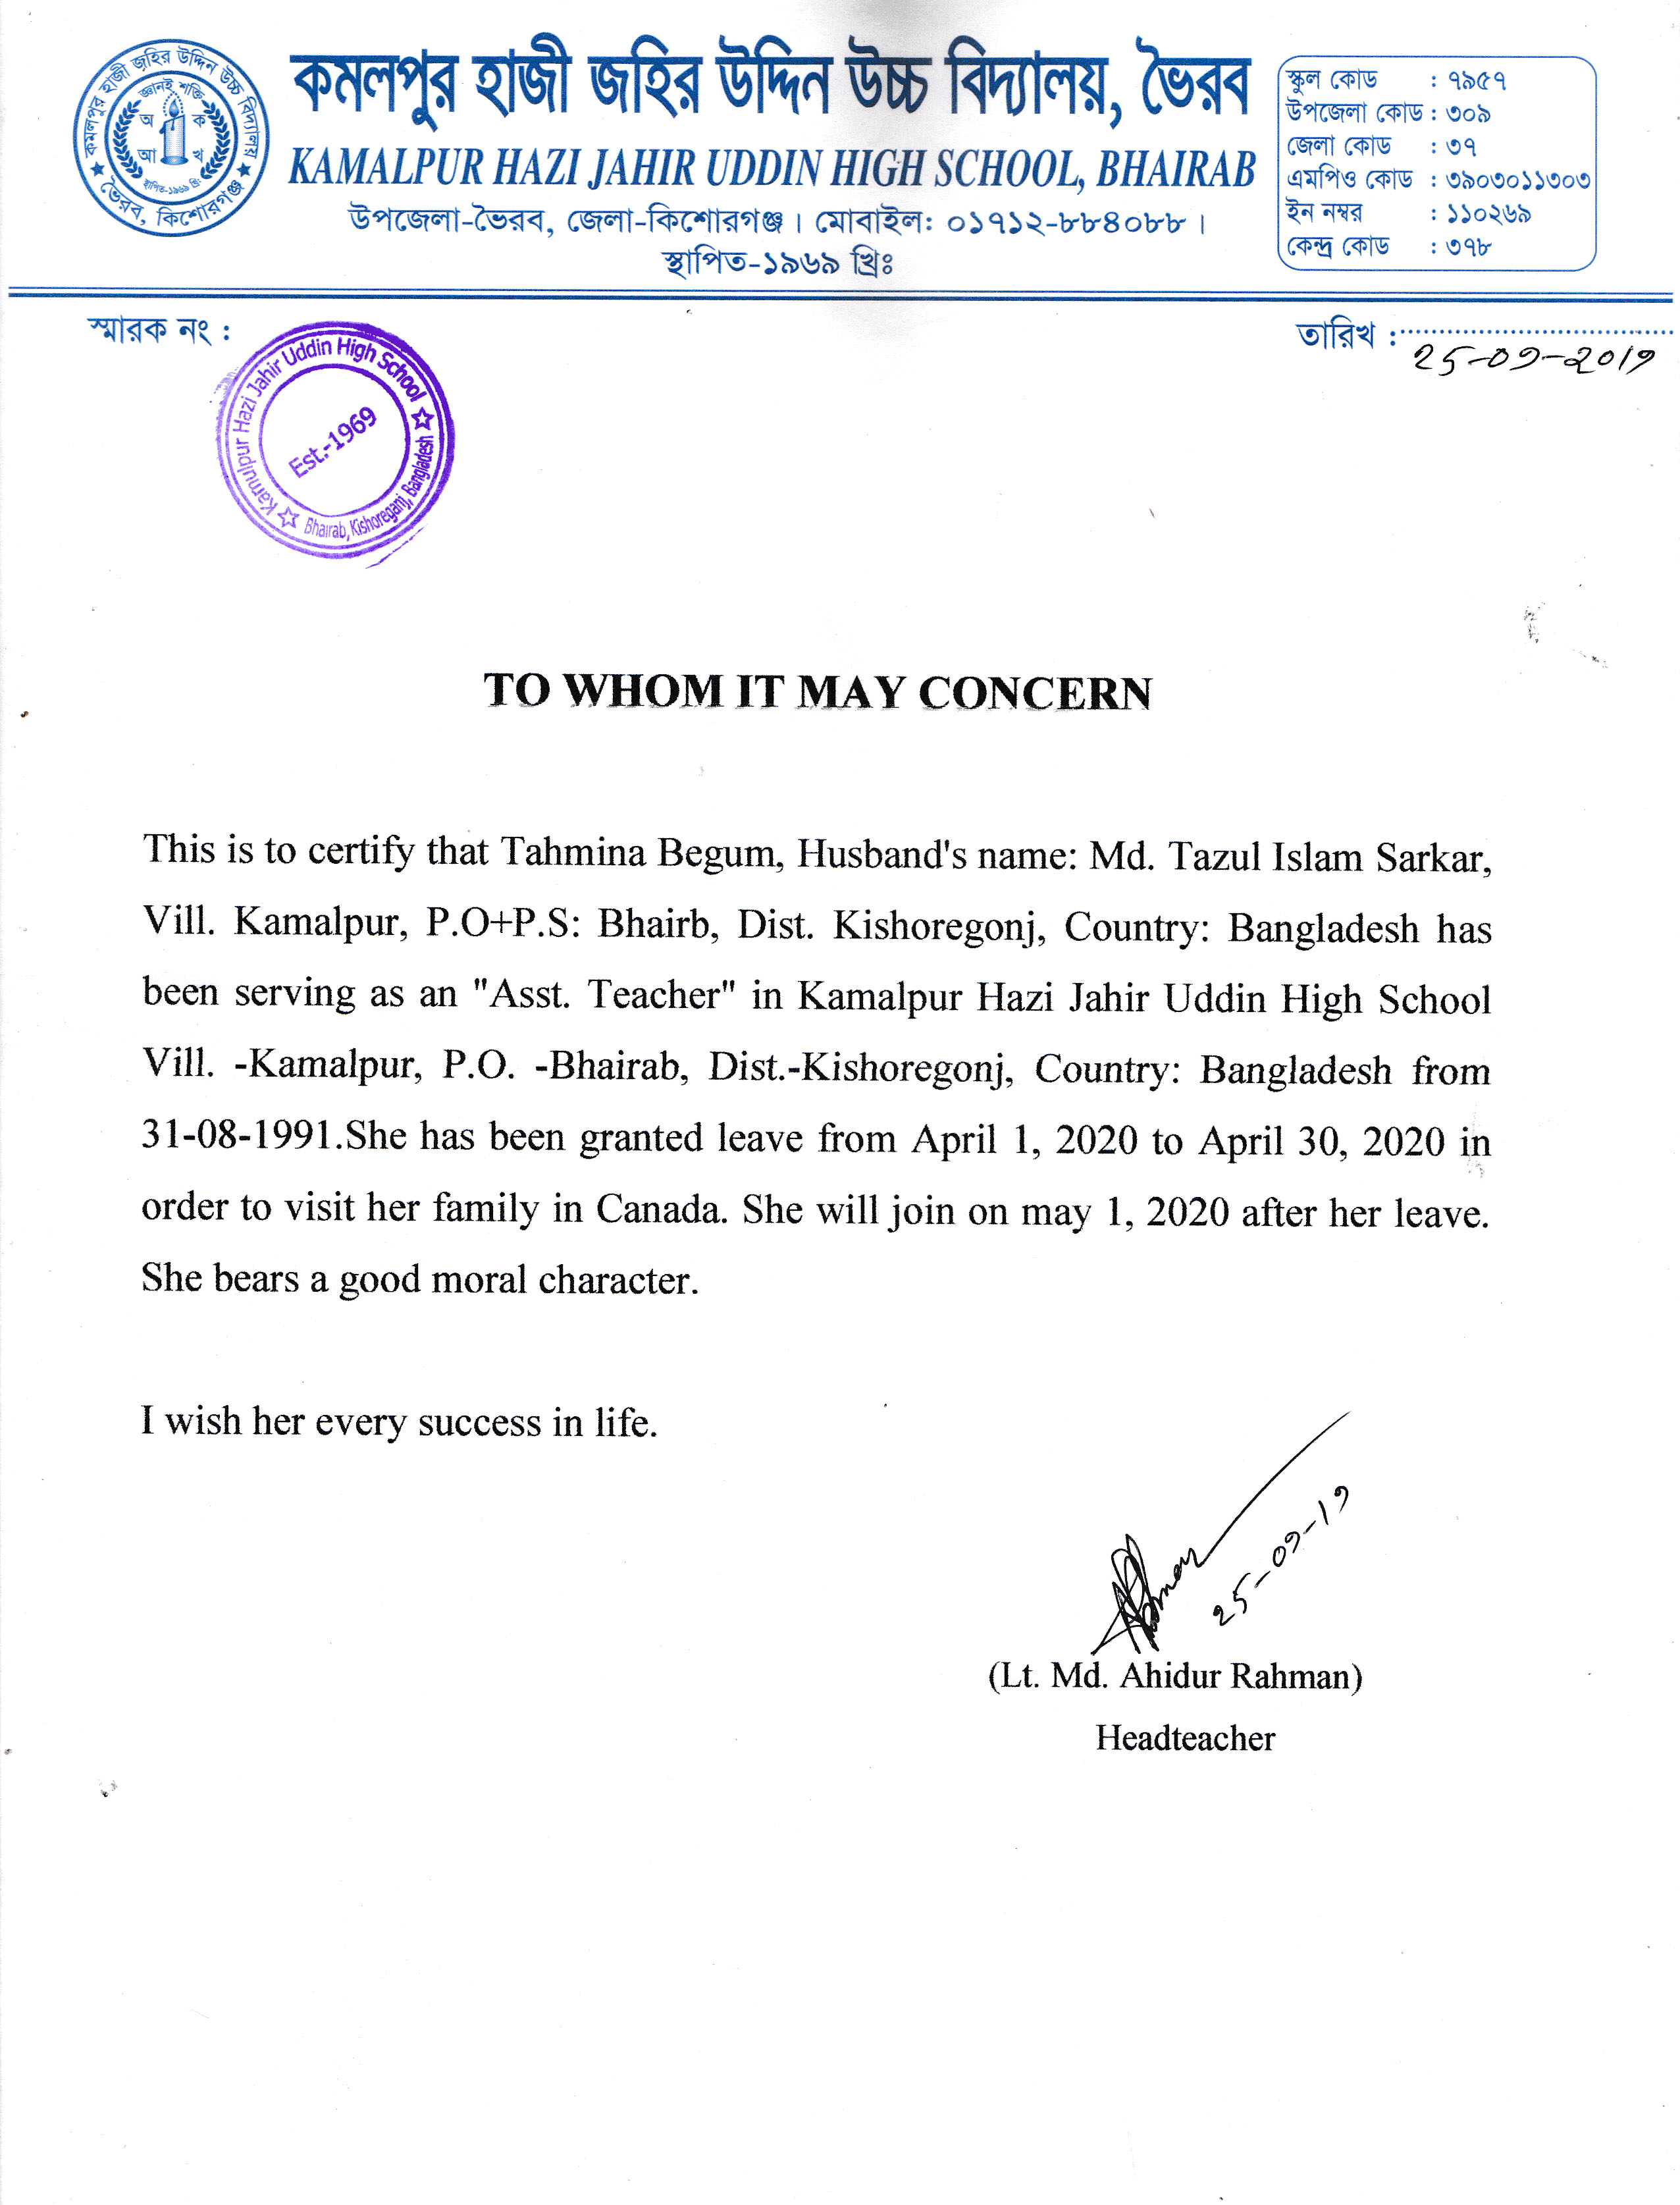 কমলপুর হাজী জহির উদ্দিন উচ্চ বিদ্যালয়
ভৈরব, কিশোরগঞ্জ
জ্ঞানই শক্তি
অ ক
আ খ
স্থাপিত-১৯৬৯ খ্রি:
কমলপুর হাজী জহির উদ্দিন উচ্চ বিদ্যালয়, ভৈরব
KAMALPUR HAZI JAHIR UDDIN HIGH SCHOOL, BHAIRAB
উপজেলা-ভৈরব, জেলা-কিশোরগঞ্জ। মোবাইল: ০১৭১২-৮৮৪০৮৮।
স্থাপিত-১৯৬৯ খ্রিঃ
স্কুল কোড : ৭৯৫৭
উপজেলা কোড : ৩০৯
জেলা কোড : ৩৭
এমপিও কোড : ৩৯০৩০১১৩০৩
ইন নম্বর : ১১০২৬৯
কেন্দ্র কোড : ৩৭৮
স্মারক নং :
তারিখ : 25-09-2019
Kamulpur Hazi Jahir Uddin High School
Est.-1969
Bhairab, Kishoreganj, Bangladesh
TO WHOM IT MAY CONCERN
This is to certify that Tahmina Begum, Husband's name: Md. Tazul Islam Sarkar,
Vill. Kamalpur, P.O+P.S: Bhairb, Dist. Kishoregonj, Country: Bangladesh has
been serving as an "Asst. Teacher" in Kamalpur Hazi Jahir Uddin High School
Vill. -Kamalpur, P.O. -Bhairab, Dist.-Kishoregonj, Country: Bangladesh from
31-08-1991.She has been granted leave from April 1, 2020 to April 30, 2020 in
order to visit her family in Canada. She will join on may 1, 2020 after her leave.
She bears a good moral character.
I wish her every success in life.
25-09-19
(Lt. Md. Ahidur Rahman)
Headteacher